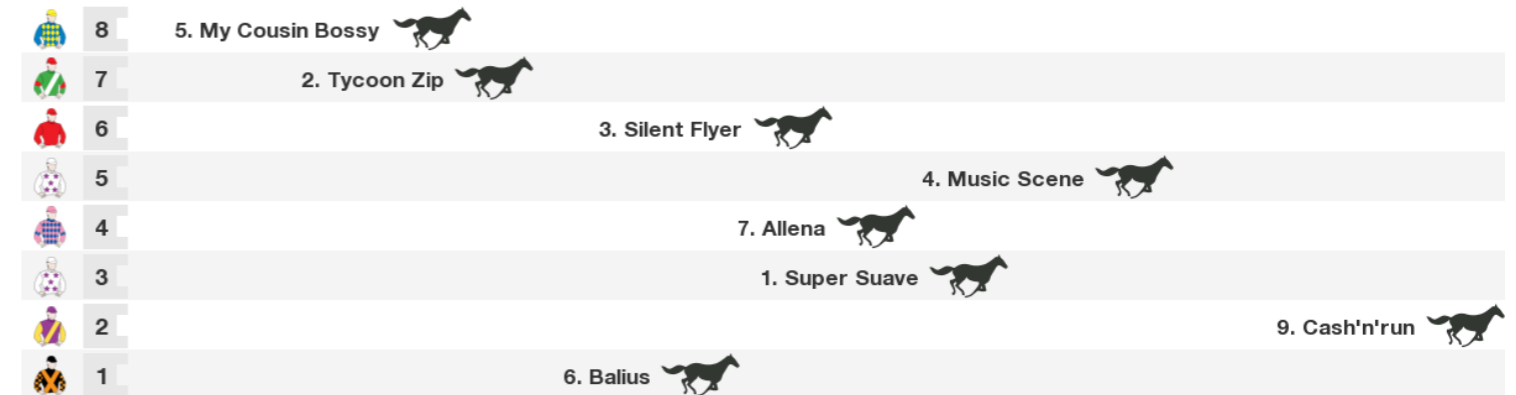 8 5. My Cousin Bossy
7 2. Tycoon Zip
6 3. Silent Flyer
5 4. Music Scene
4 7. Allena
3 1. Super Suave
2 9. Cash'n'run
1 6. Balius